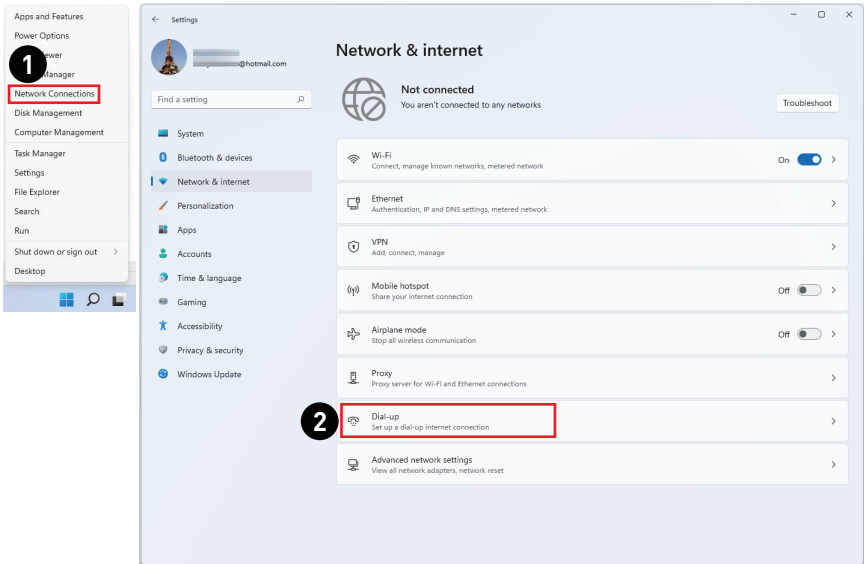 Apps and Features
Power Options
ewer
1
Manager
Network Connections
Disk Management
Computer Management
Task Manager
Settings
File Explorer
Search
Run
Shut down or sign out
Desktop
Settings
@hotmail.com
Find a setting
System
Bluetooth & devices
Network & internet
Personalization
Apps
Accounts
Time & language
Gaming
Accessibility
Privacy & security
Windows Update
Network & internet
Not connected
You aren't connected to any networks
Troubleshoot
Wi-Fi
Connect, manage known networks, metered network
On
Ethernet
Authentication, IP and DNS settings, metered network
VPN
Add, connect, manage
Mobile hotspot
Share your internet connection
Off
Airplane mode
Stop all wireless communication
Off
Proxy
Proxy server for Wi-Fi and Ethernet connections
2
Dial-up
Set up a dial-up internet connection
Advanced network settings
View all network adapters, network reset